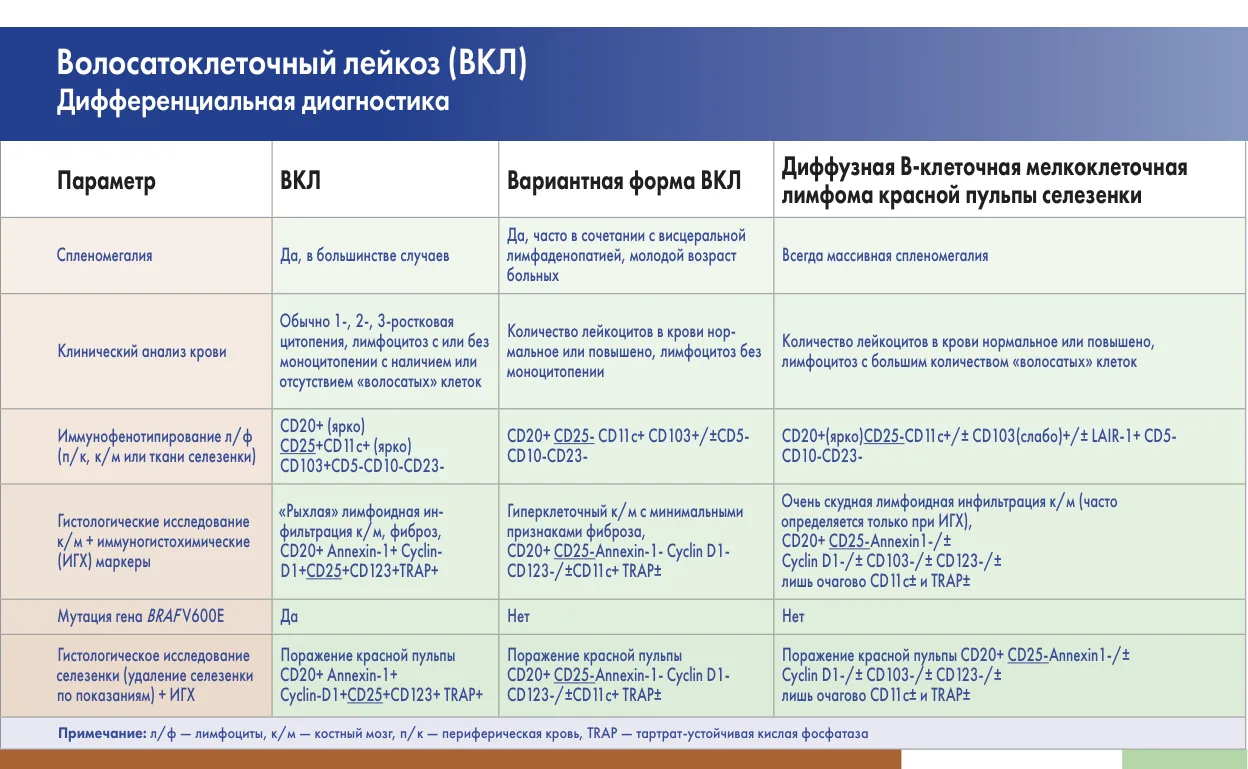 Волосатоклеточный лейкоз (ВКЛ)
Дифференциальная диагностика
Параметр
ВКЛ
Вариантная форма ВКЛ
Диффузная В-клеточная мелкоклеточная
лимфома красной пульпы селезенки
Спленомегалия
Да, в большинстве случаев
Да, часто в сочетании с висцеральной
лимфаденопатией, молодой возраст
больных
Всегда массивная спленомегалия
Клинический анализ крови
Обычно 1-, 2-, 3-ростковая
цитопения, лимфоцитоз с или без
моноцитопении с наличием или
отсутствием «волосатых» клеток
Количество лейкоцитов в крови нор-
мальное или повышено, лимфоцитоз без
моноцитопении
Количество лейкоцитов в крови нормальное или повышено,
лимфоцитоз с большим количеством «волосатых» клеток
Иммунофенотипирование л/ф
(п/к, к/м или ткани селезенки)
CD20+ (ярко)
CD25+CD11c+ (ярко)
CD103+CD5-CD10-CD23-
CD20+ CD25- CD11c+ CD103+/±CD5-
CD10-CD23-
CD20+(ярко)CD25-CD11c+/± CD103(слабо)+/± LAIR-1+ CD5-
CD10-CD23-
Гистологические исследование
к/м + иммуногистохимические
(ИГХ) маркеры
«Рыхлая» лимфоидная ин-
фильтрация к/м, фиброз,
CD20+ Annexin-1+ Cyclin-
D1+CD25+CD123+TRAP+
Гиперклеточный к/м с минимальными
признаками фиброза,
CD20+ CD25-Annexin-1- Cyclin D1-
CD123-/±CD11c+ TRAP±
Очень скудная лимфоидная инфильтрация к/м (часто
определяется только при ИГХ),
CD20+ CD25-Annexin1-/±
Cyclin D1-/± CD103-/± CD123-/±
лишь очагово CD11c± и TRAP±
Мутация гена BRAF V600E
Да
Нет
Нет
Гистологическое исследование
селезенки (удаление селезенки
по показаниям) + ИГХ
Поражение красной пульпы
CD20+ Annexin-1+
Cyclin-D1+CD25+CD123+ TRAP+
Поражение красной пульпы
CD20+ CD25-Annexin-1- Cyclin D1-
CD123-/±CD11c+ TRAP±
Поражение красной пульпы CD20+ CD25-Annexin1-/±
Cyclin D1-/± CD103-/± CD123-/±
лишь очагово CD11c± и TRAP±
Примечание: л/ф — лимфоциты, к/м — костный мозг, п/к — периферическая кровь, TRAP — тартрат-устойчивая кислая фосфатаза